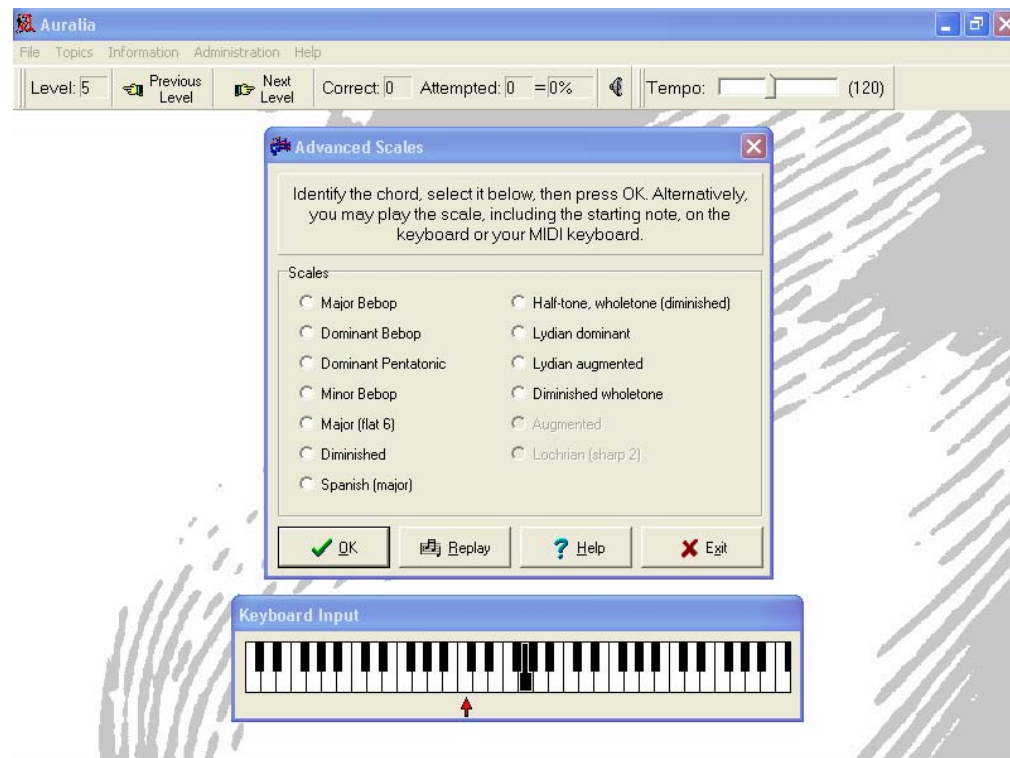 Auralia
File Topics Information Administration Help
Level: 5 Previous Level Next Level Correct: 0 Attempted: 0 =0% Tempo: (120)
Advanced Scales
Identify the chord, select it below, then press OK. Alternatively,
you may play the scale, including the starting note, on the
keyboard or your MIDI keyboard.
Scales
Major Bebop Half-tone, wholetone (diminished)
Dominant Bebop Lydian dominant
Dominant Pentatonic Lydian augmented
Minor Bebop Diminished wholetone
Major (flat 6) Augmented
Diminished Lochrian (sharp 2)
Spanish (major)
OK Replay Help Exit
Keyboard Input